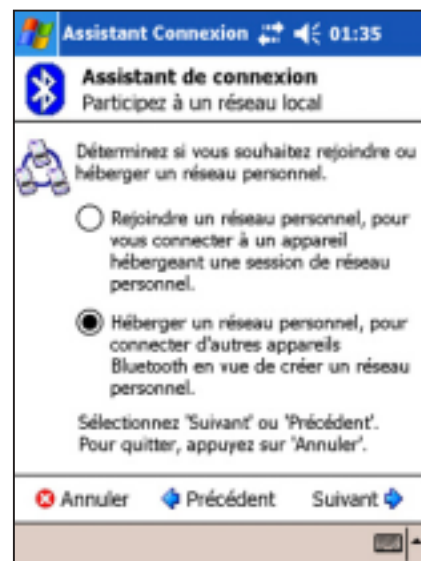 Assistant Connexion 01:35
Assistant de connexion
Participez à un réseau local
Déterminez si vous souhaitez rejoindre ou
héberger un réseau personnel.
Rejoindre un réseau personnel, pour
vous connecter à un appareil
hébergeant une session de réseau
personnel.
Héberger un réseau personnel, pour
connecter d'autres appareils
Bluetooth en vue de créer un réseau
personnel.
Sélectionnez 'Suivant' ou 'Précédent'.
Pour quitter, appuyez sur 'Annuler'.
Annuler Précédent Suivant